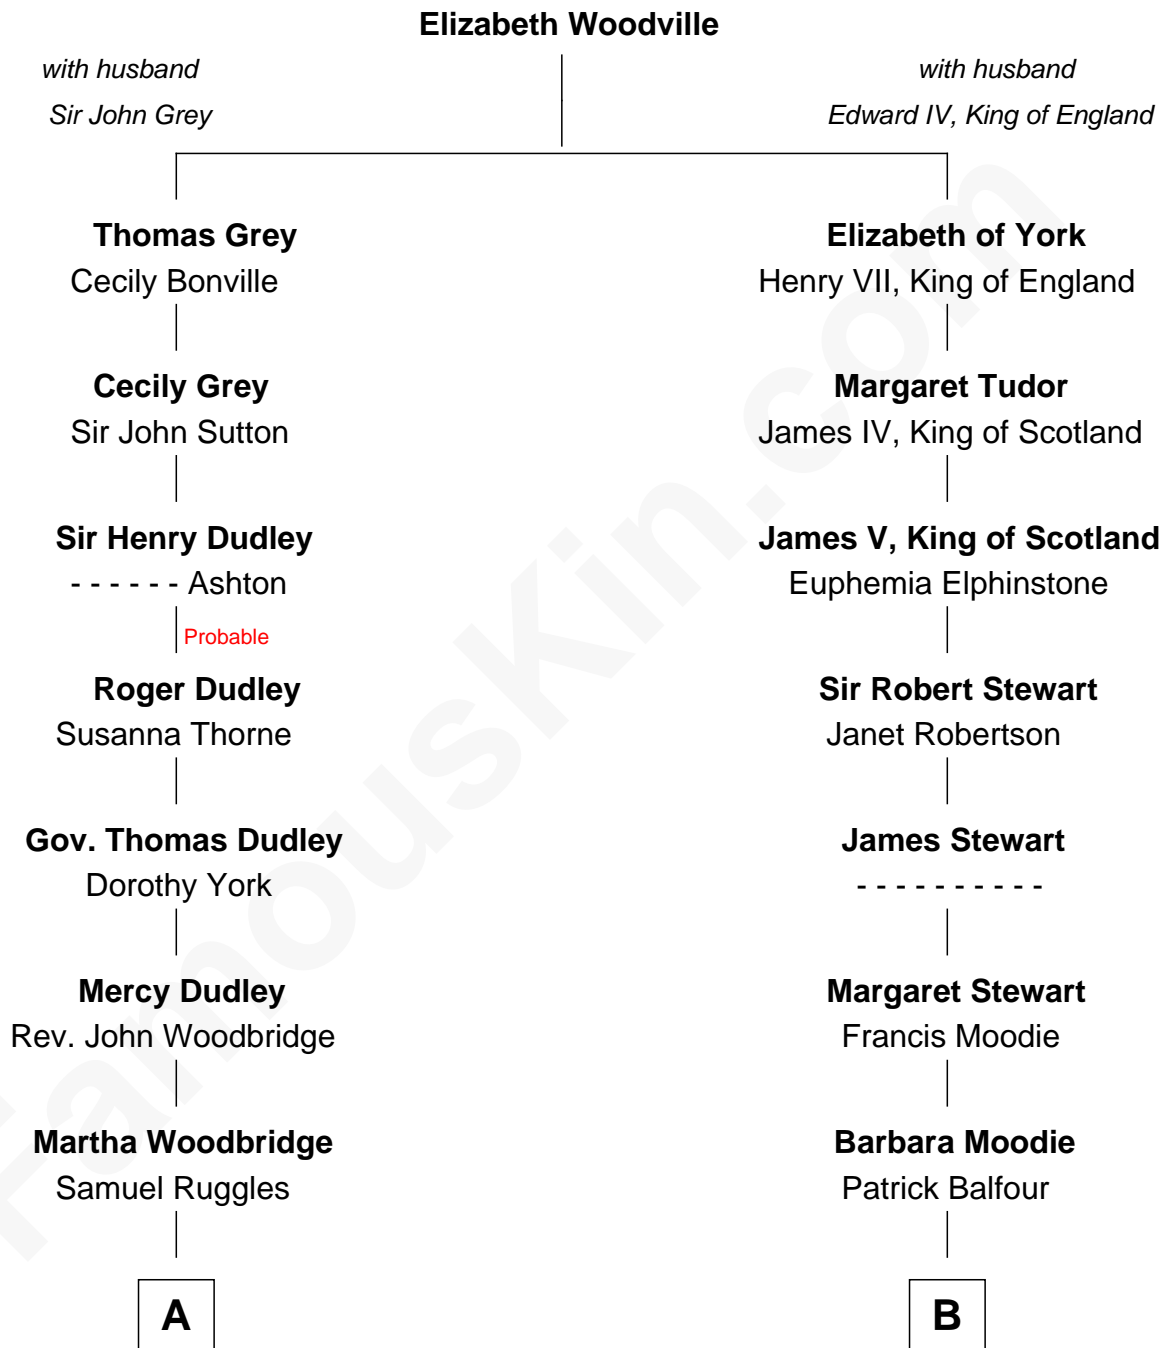 Elizabeth Woodville
with husband
Sir John Grey
with husband
Edward IV, King of England
Thomas Grey
Cecily Bonville
Elizabeth of York
Henry VII, King of England
Cecily Grey
Sir John Sutton
Margaret Tudor
James IV, King of Scotland
Sir Henry Dudley
- - - - - - Ashton
James V, King of Scotland
Euphemia Elphinstone
Probable
Roger Dudley
Susanna Thorne
Sir Robert Stewart
Janet Robertson
Gov. Thomas Dudley
Dorothy York
James Stewart
- - - - - - - - - -
Mercy Dudley
Rev. John Woodbridge
Margaret Stewart
Francis Moodie
Martha Woodbridge
Samuel Ruggles
Barbara Moodie
Patrick Balfour
A
B
FamousKin.com